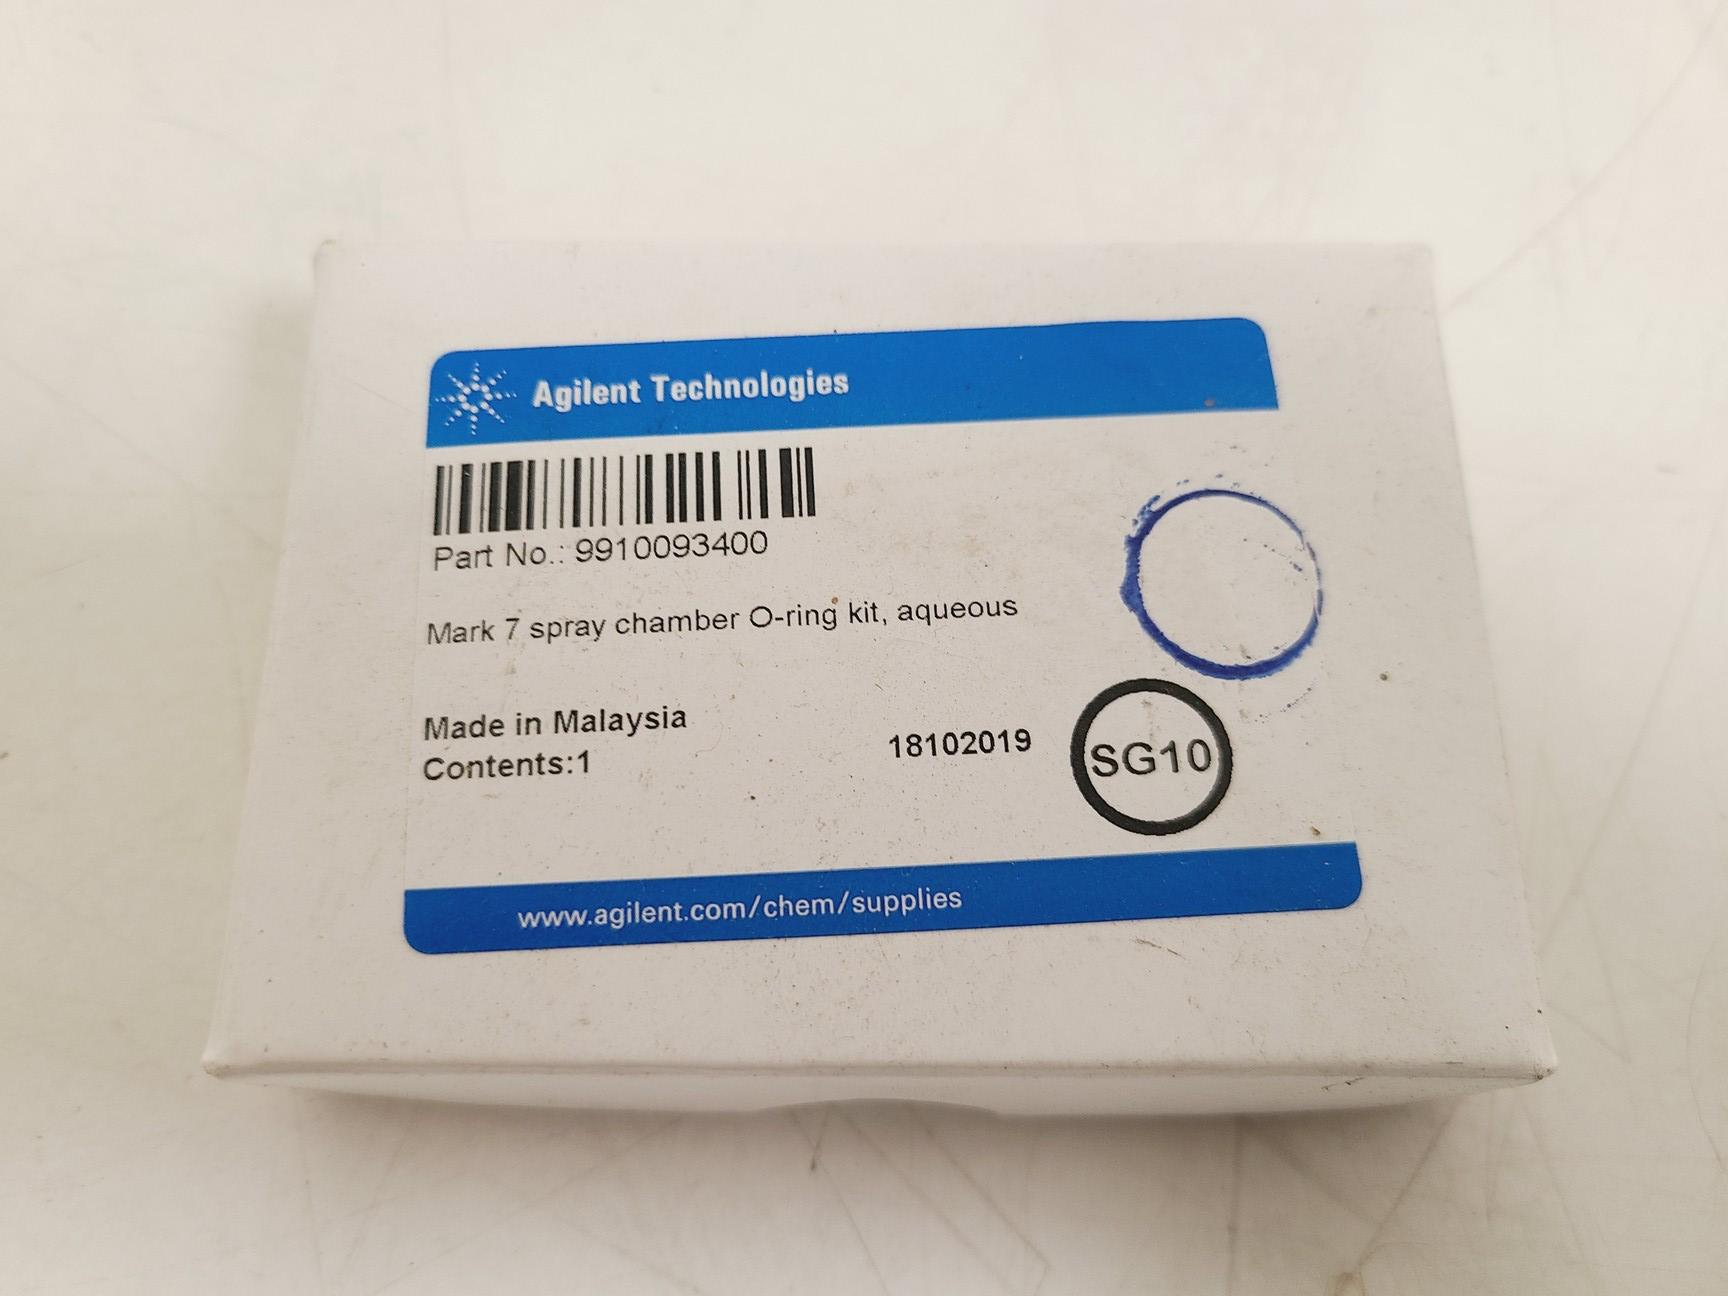 Agilent Technologies
Part No.: 9910093400
Mark 7 spray chamber O-ring kit, aqueous
Made in Malaysia
Contents:1
18102019
SG10
www.agilent.com/chem/supplies